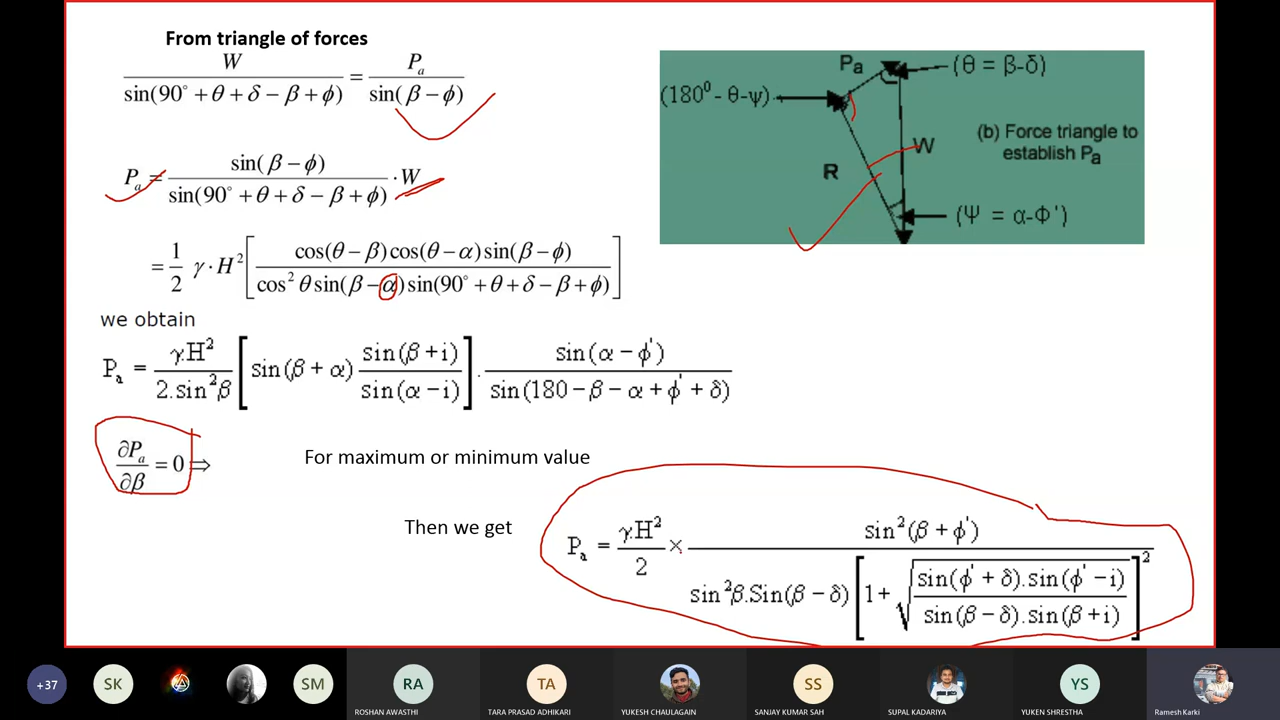 From triangle of forces
W / sin(90° + θ + δ − β + ϕ) = Pa / sin(β − ϕ)
Pa = sin(β − ϕ) / sin(90° + θ + δ − β + ϕ) · W
= 1/2 γ · H² [ cos(θ − β)cos(θ − α)sin(β − ϕ) / cos² θ sin(β − α)sin(90° + θ + δ − β + ϕ) ]
we obtain
Pa = γ.H² / 2.sin²β [ sin(β + α) sin(β + i) / sin(α − i) ] . sin(α − ϕ') / sin(180 − β − α + ϕ' + δ)
∂Pa / ∂β = 0 ⇒ For maximum or minimum value
Then we get
Pa = γ.H² / 2 × sin²(β + ϕ') / sin²β.Sin(β − δ) [ 1 + √( sin(ϕ' + δ).sin(ϕ' − i) / sin(β − δ).sin(β + i) ) ]²
Pa
(θ = β-δ)
(180⁰ - θ-ψ)
W
(b) Force triangle to
establish Pa
R
(Ψ = α-Φ')
+37
SK
SM
RA
ROSHAN AWASTHI
TA
TARA PRASAD ADHIKARI
YUKESH CHAULAGAIN
SS
SANJAY KUMAR SAH
SUPAL KADARIYA
YS
YUKEN SHRESTHA
Ramesh Karki